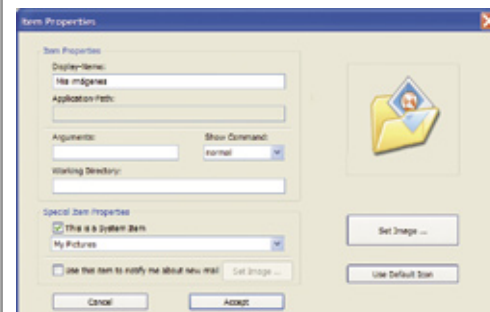 Item Properties
Item Properties
Display-Name:
Mis imágenes
Application-Path:
Arguments:
Show Command:
normal
Working Directory:
Special Item Properties
This is a System Item
My Pictures
Use this item to notify me about new mail
Set Image ...
Cancel
Accept
Set Image ...
Use Default Icon